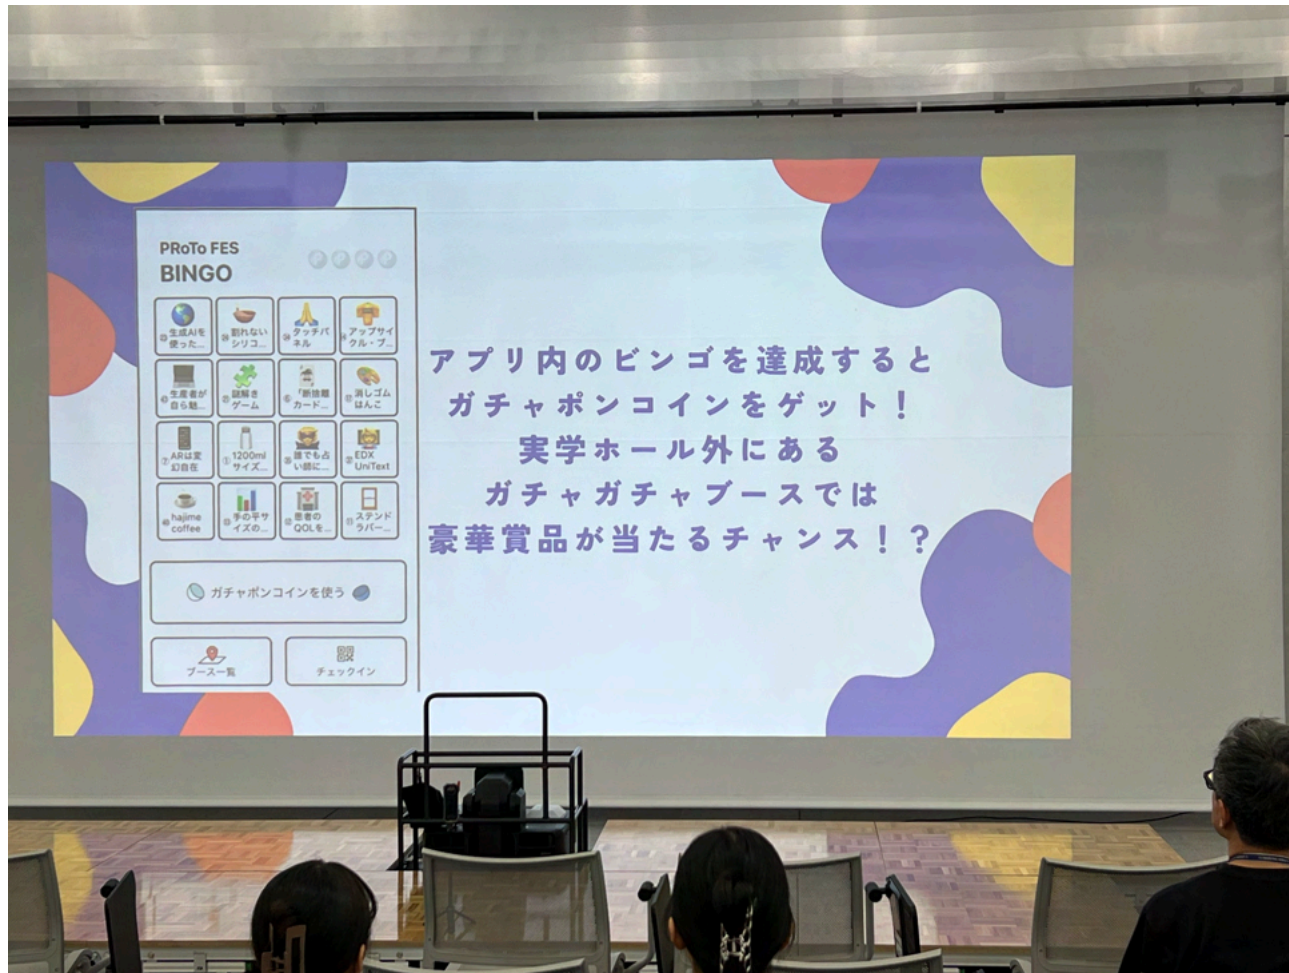 PRoTo FES
BINGO
生成AIを
使った...
割れない
シリコ...
タッチパ
ネル
アップサイ
クル・ブ...
生産者が
自ら魅...
謎解き
ゲーム
「断捨離
カード...
消しゴム
はんこ
ARは変
幻自在
1200ml
サイズ...
誰でも占
い師に...
EDX
UniText
hajime
coffee
手の平サ
イズの...
患者の
QOLを...
ステンド
ラバー...
ガチャポンコインを使う
ブース一覧
チェックイン
アプリ内のビンゴを達成すると
ガチャポンコインをゲット！
実学ホール外にある
ガチャガチャブースでは
豪華賞品が当たるチャンス！？